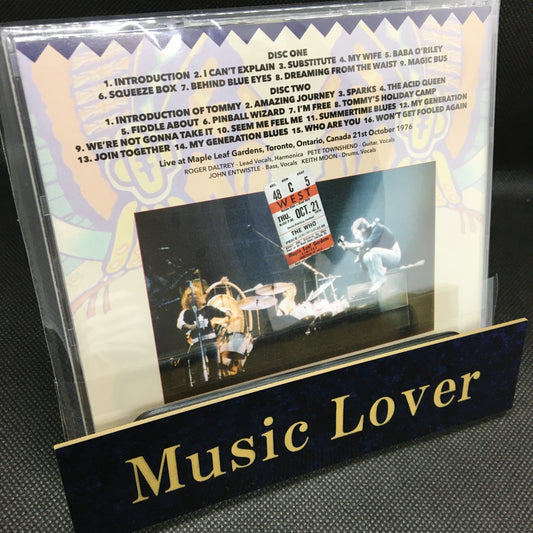 DISC ONE
1. INTRODUCTION 2. I CAN'T EXPLAIN 3. SUBSTITUTE 4. MY WIFE 5. BABA O'RILEY
6. SQUEEZE BOX 7. BEHIND BLUE EYES 8. DREAMING FROM THE WAIST 9. MAGIC BUS
DISC TWO
1. INTRODUCTION OF TOMMY 2. AMAZING JOURNEY 3. SPARKS 4. THE ACID QUEEN
5. FIDDLE ABOUT 6. PINBALL WIZARD 7. I'M FREE 8. TOMMY'S HOLIDAY CAMP
9. WE'RE NOT GONNA TAKE IT 10. SEE ME FEEL ME 11. SUMMERTIME BLUES 12. MY GENERATION
13. JOIN TOGETHER 14. MY GENERATION BLUES 15. WHO ARE YOU 16. WON'T GET FOOLED AGAIN
Live at Maple Leaf Gardens, Toronto, Ontario, Canada 21st October 1976
ROGER DALTREY - Lead Vocals, Harmonica PETE TOWNSHEND - Guitar, Vocals
JOHN ENTWISTLE - Bass, Vocals KEITH MOON - Drums, Vocals
48 C 5
WEST
THU. OCT. 21
THE WHO
Maple Leaf Gardens
Music Lover